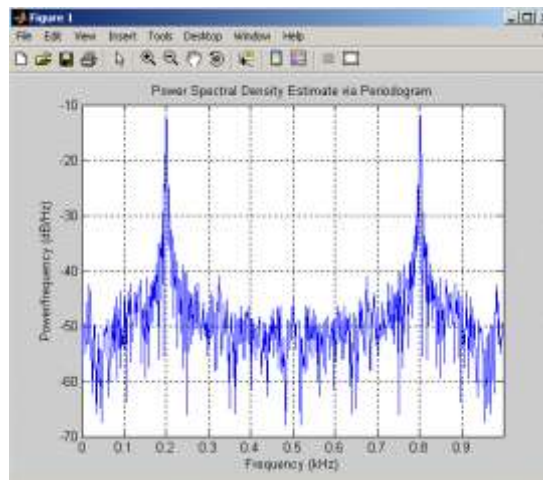 Figure 1
File Edit View Insert Tools Desktop Window Help
Power Spectral Density Estimate via Periodogram
Power/frequency (dB/Hz)
-10
-20
-30
-40
-50
-60
-70
0 0.1 0.2 0.3 0.4 0.5 0.6 0.7 0.8 0.9
Frequency (kHz)